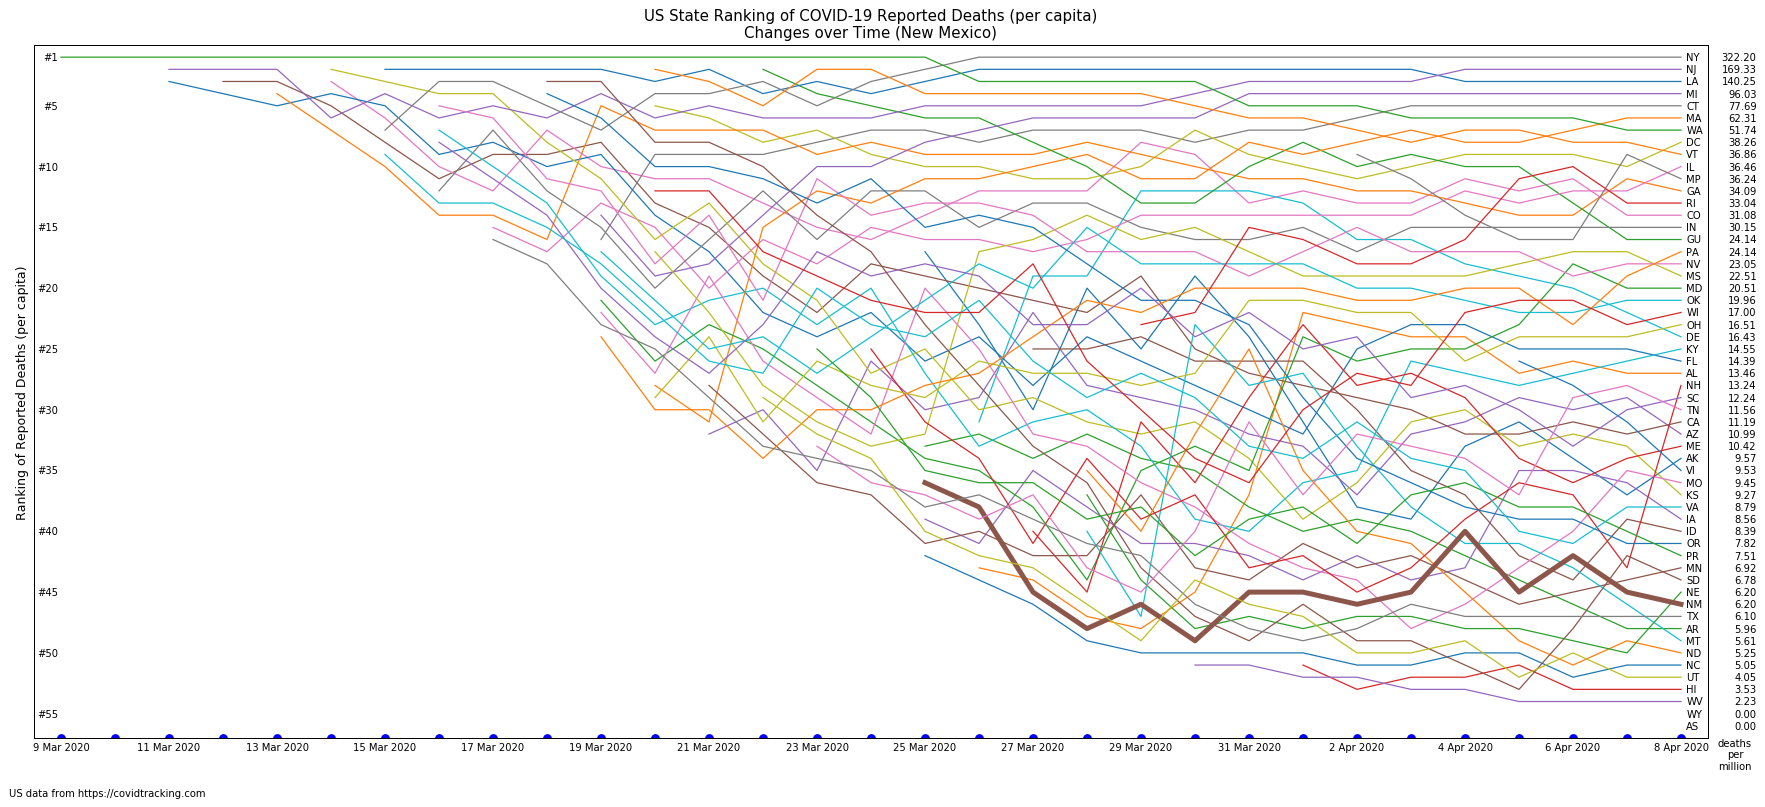 US State Ranking of COVID-19 Reported Deaths (per capita)
Changes over Time (New Mexico)
Ranking of Reported Deaths (per capita)
#1
#5
#10
#15
#20
#25
#30
#35
#40
#45
#50
#55
NY 322.20
NJ 169.33
LA 140.25
MI 96.03
CT 77.69
MA 62.31
WA 51.74
DC 38.26
VT 36.86
IL 36.46
MP 36.24
GA 34.09
RI 33.04
CO 31.08
IN 30.15
GU 24.14
PA 24.14
NV 23.05
MS 22.51
MD 20.51
OK 19.96
WI 17.00
OH 16.51
DE 16.43
KY 14.55
FL 14.39
AL 13.46
NH 13.24
SC 12.24
TN 11.56
CA 11.19
AZ 10.99
ME 10.42
AK 9.57
VI 9.53
MO 9.45
KS 9.27
VA 8.79
IA 8.56
ID 8.39
OR 7.82
PR 7.51
MN 6.92
SD 6.78
NE 6.20
NM 6.20
TX 6.10
AR 5.96
MT 5.61
ND 5.25
NC 5.05
UT 4.05
HI 3.53
WV 2.23
WY 0.00
AS 0.00
9 Mar 2020 11 Mar 2020 13 Mar 2020 15 Mar 2020 17 Mar 2020 19 Mar 2020 21 Mar 2020 23 Mar 2020 25 Mar 2020 27 Mar 2020 29 Mar 2020 31 Mar 2020 2 Apr 2020 4 Apr 2020 6 Apr 2020 8 Apr 2020
deaths
per
million
US data from https://covidtracking.com